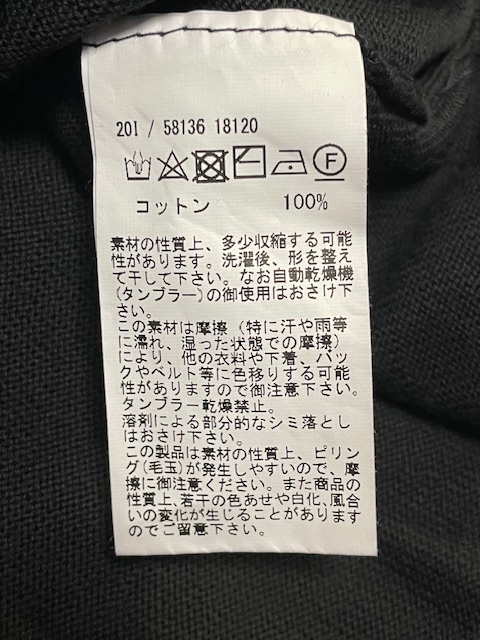 20I / 58136 18120
F
コットン 100%
素材の性質上、多少収縮する可能
性があります。洗濯後、形を整え
て干して下さい。なお自動乾燥機
(タンブラー)の御使用はおさけ下
さい。
この素材は摩擦（特に汗や雨等
に濡れ、湿った状態での摩擦）
により、他の衣料や下着、バッ
クやベルト等に色移りする可能
性がありますので御注意下さい。
タンブラー乾燥禁止。
溶剤による部分的なシミ落とし
はおさけ下さい。
この製品は素材の性質上、ピリン
グ(毛玉)が発生しやすいので、摩
擦に御注意ください。また商品の
性質上､若干の色あせや白化、風合
いの変化が生じることがあります
のでご留意下さい。